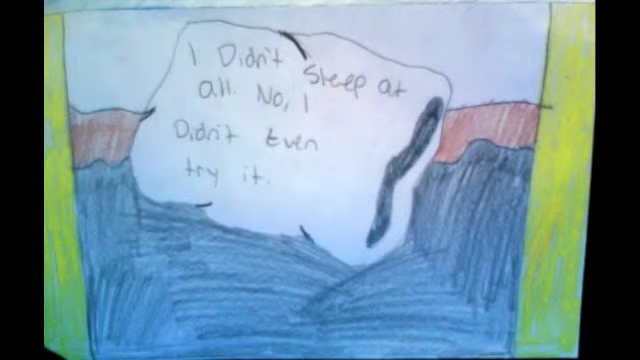 I Didn't Sleep at
all. No, I
Didn't Even
try it.